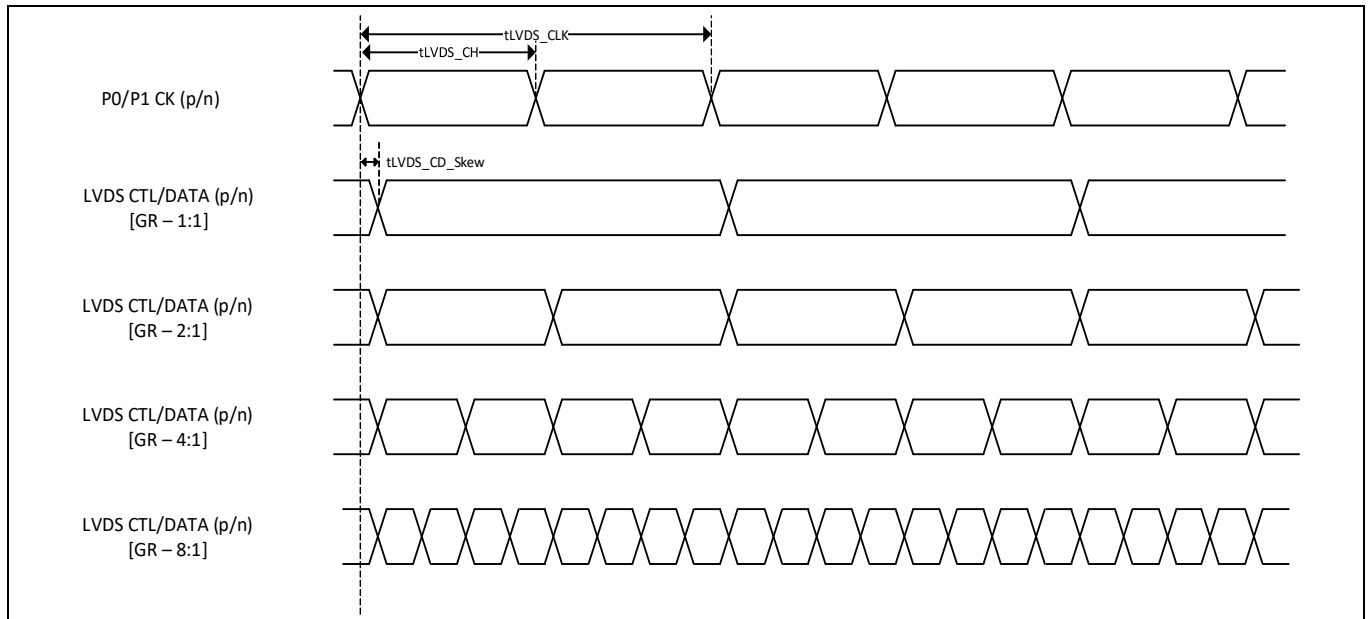 tLVDS_CLK
tLVDS_CH
P0/P1 CK (p/n)
tLVDS_CD_Skew
LVDS CTL/DATA (p/n)
[GR – 1:1]
LVDS CTL/DATA (p/n)
[GR – 2:1]
LVDS CTL/DATA (p/n)
[GR – 4:1]
LVDS CTL/DATA (p/n)
[GR – 8:1]